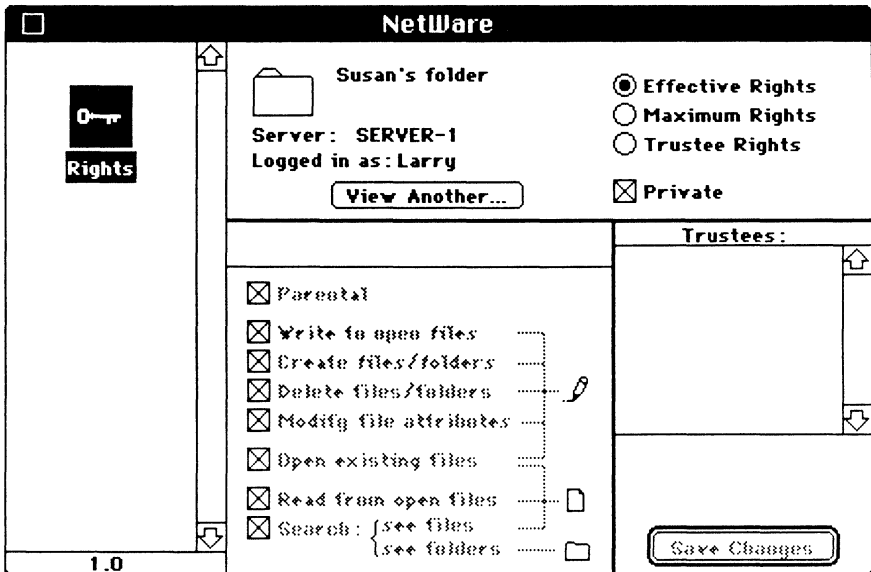 NetWare
Rights
1.0
Susan's folder
Server: SERVER-1
Logged in as: Larry
View Another...
Effective Rights
Maximum Rights
Trustee Rights
Private
Parental
Write to open files
Create files/folders
Delete files/folders
Modify file attributes
Open existing files
Read from open files
Search: see files
see folders
Trustees:
Save Changes